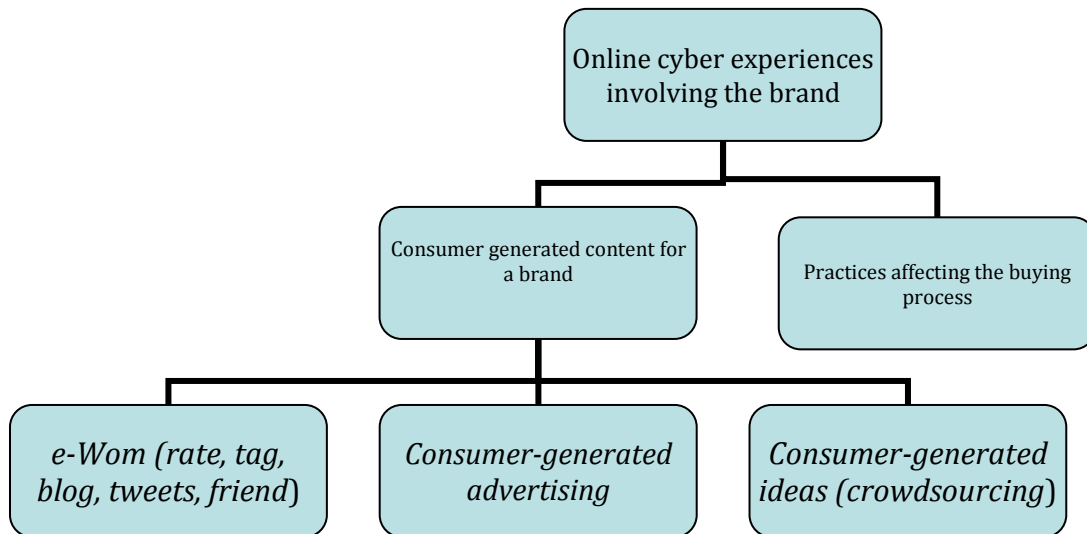 Online cyber experiences
involving the brand
Consumer generated content for
a brand
Practices affecting the buying
process
e-Wom (rate, tag,
blog, tweets, friend)
Consumer-generated
advertising
Consumer-generated
ideas (crowdsourcing)